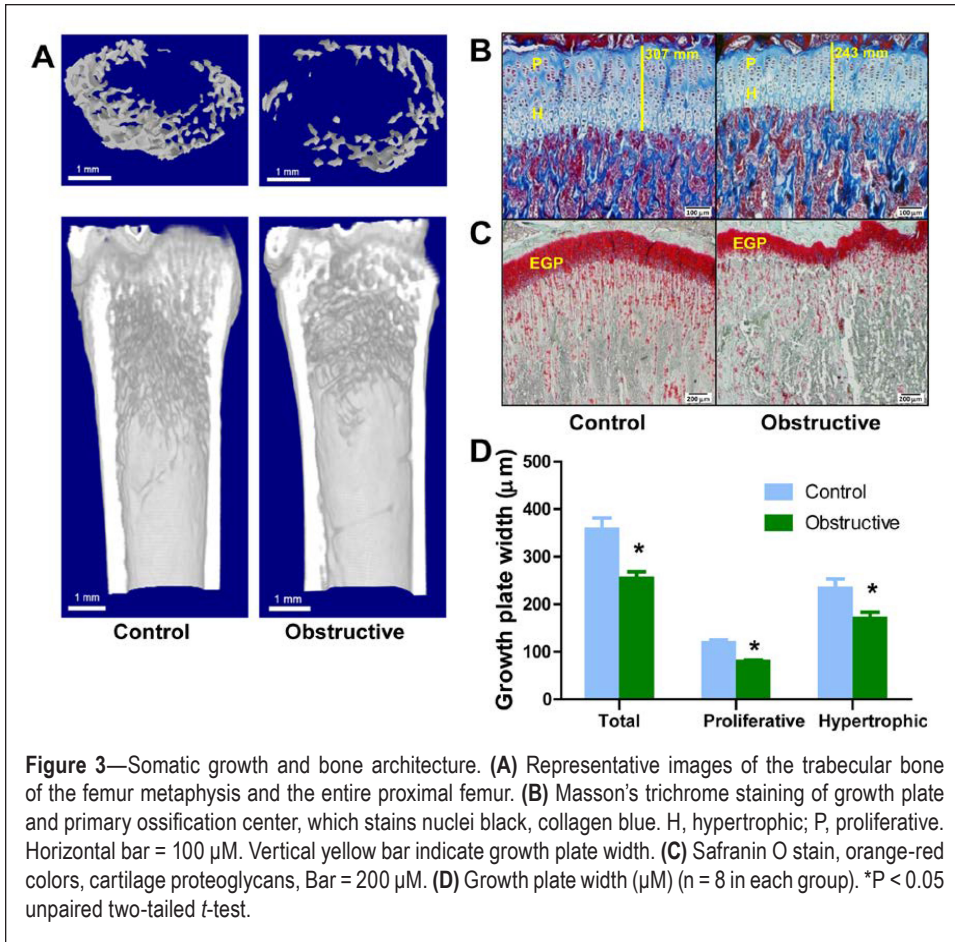 A
1 mm
1 mm
1 mm
1 mm
Control
Obstructive
B
P
H
307 mm
100 µm
P
H
243 mm
100 µm
C
EGP
200 µm
EGP
200 µm
Control
Obstructive
D
Growth plate width (µm)
500
400
300
200
100
0
Control
Obstructive
*
*
*
Total
Proliferative
Hypertrophic
Figure 3—Somatic growth and bone architecture. (A) Representative images of the trabecular bone
of the femur metaphysis and the entire proximal femur. (B) Masson's trichrome staining of growth plate
and primary ossification center, which stains nuclei black, collagen blue. H, hypertrophic; P, proliferative.
Horizontal bar = 100 µM. Vertical yellow bar indicate growth plate width. (C) Safranin O stain, orange-red
colors, cartilage proteoglycans, Bar = 200 µM. (D) Growth plate width (µM) (n = 8 in each group). *P < 0.05
unpaired two-tailed t-test.